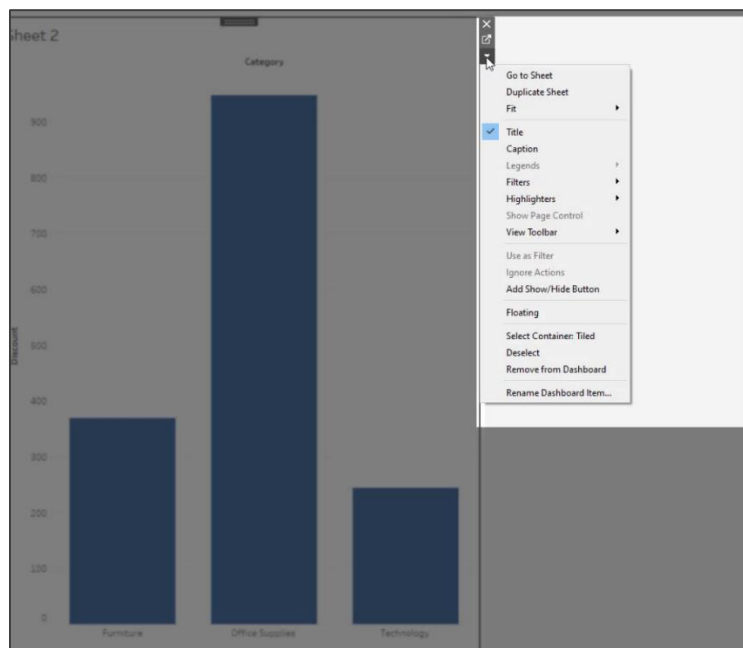 Sheet 2
Category
900
800
700
600
500
400
300
200
100
0
Discount
Furniture
Office Supplies
Technology
Go to Sheet
Duplicate Sheet
Fit
Title
Caption
Legends
Filters
Highlighters
Show Page Control
View Toolbar
Use as Filter
Ignore Actions
Add Show/Hide Button
Floating
Select Container: Tiled
Deselect
Remove from Dashboard
Rename Dashboard Item...